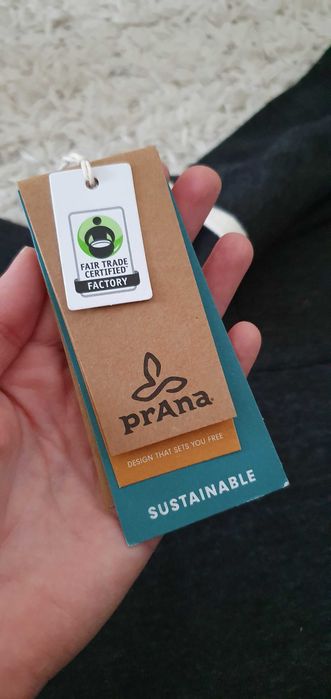 FAIR TRADE
CERTIFIED
FACTORY
prAna
DESIGN THAT SETS YOU FREE
SUSTAINABLE